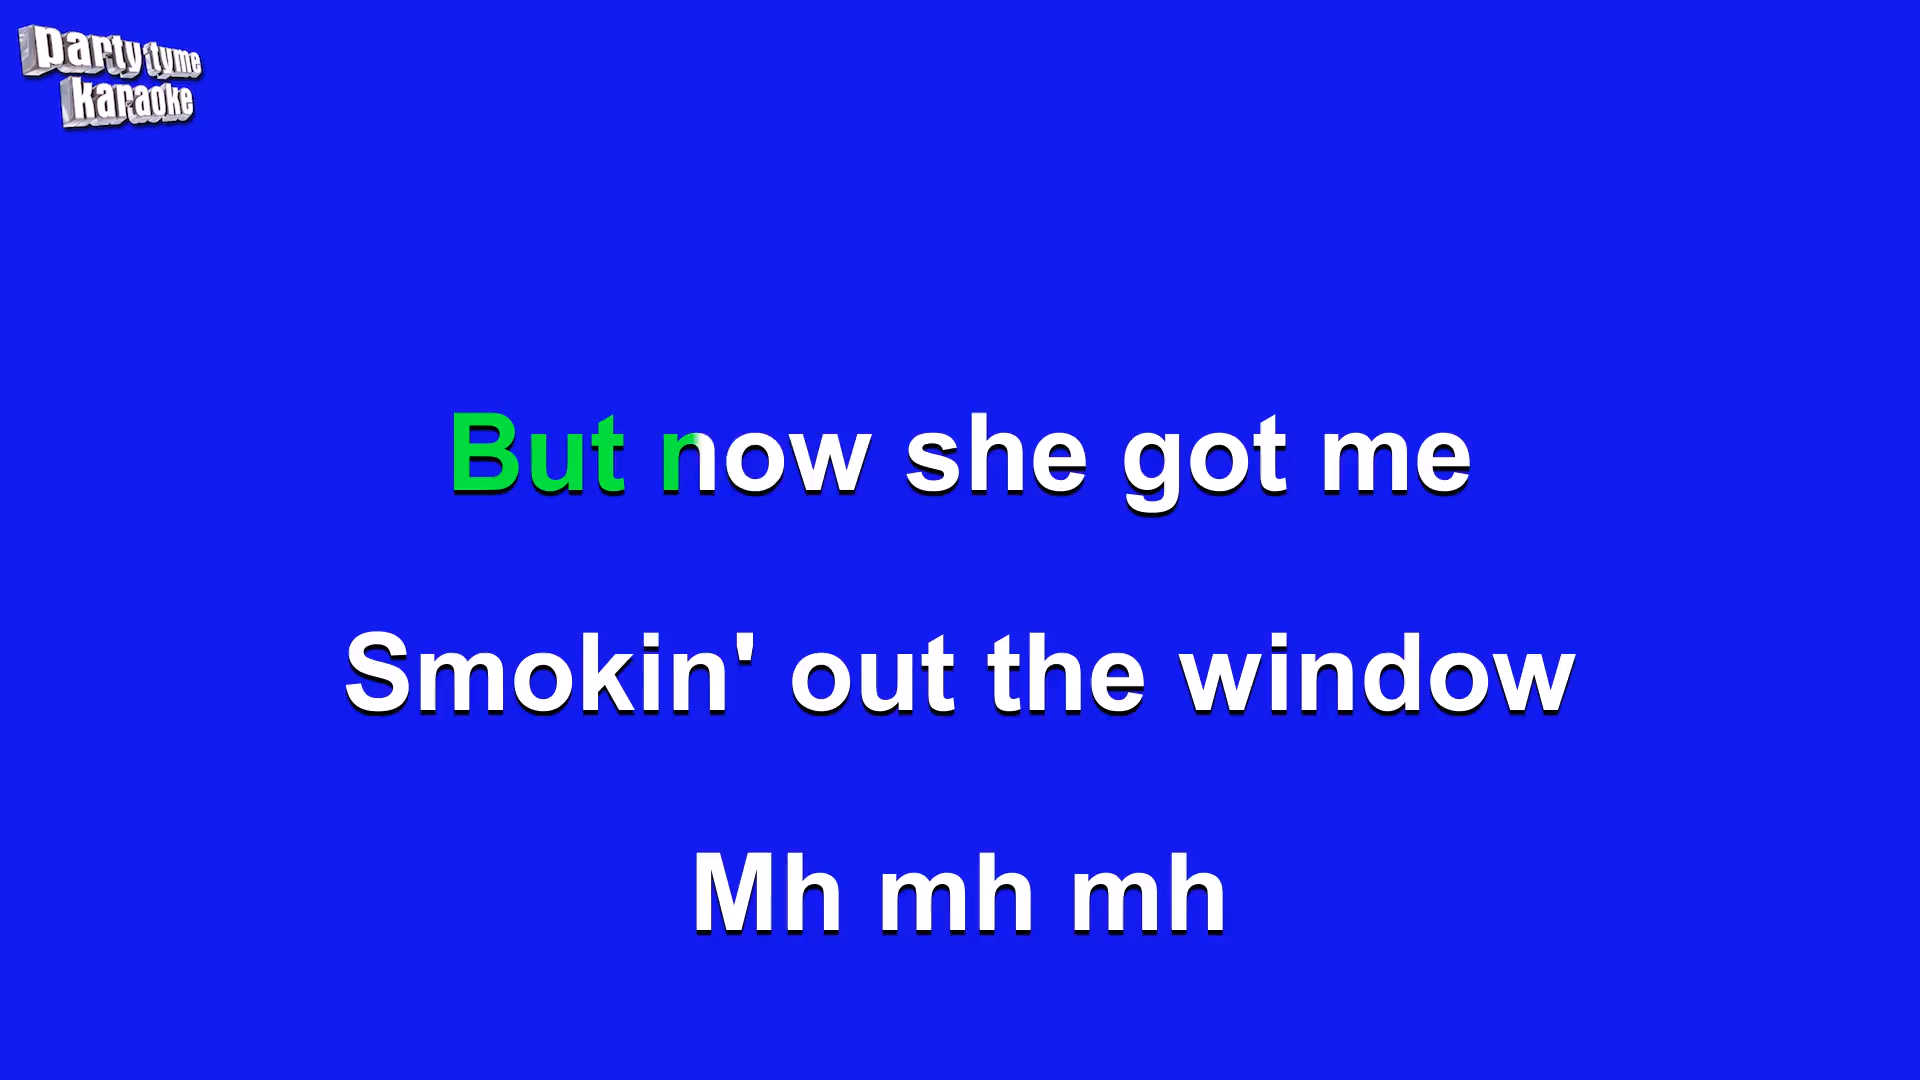 party tyme
karaoke
But now she got me
Smokin' out the window
Mh mh mh